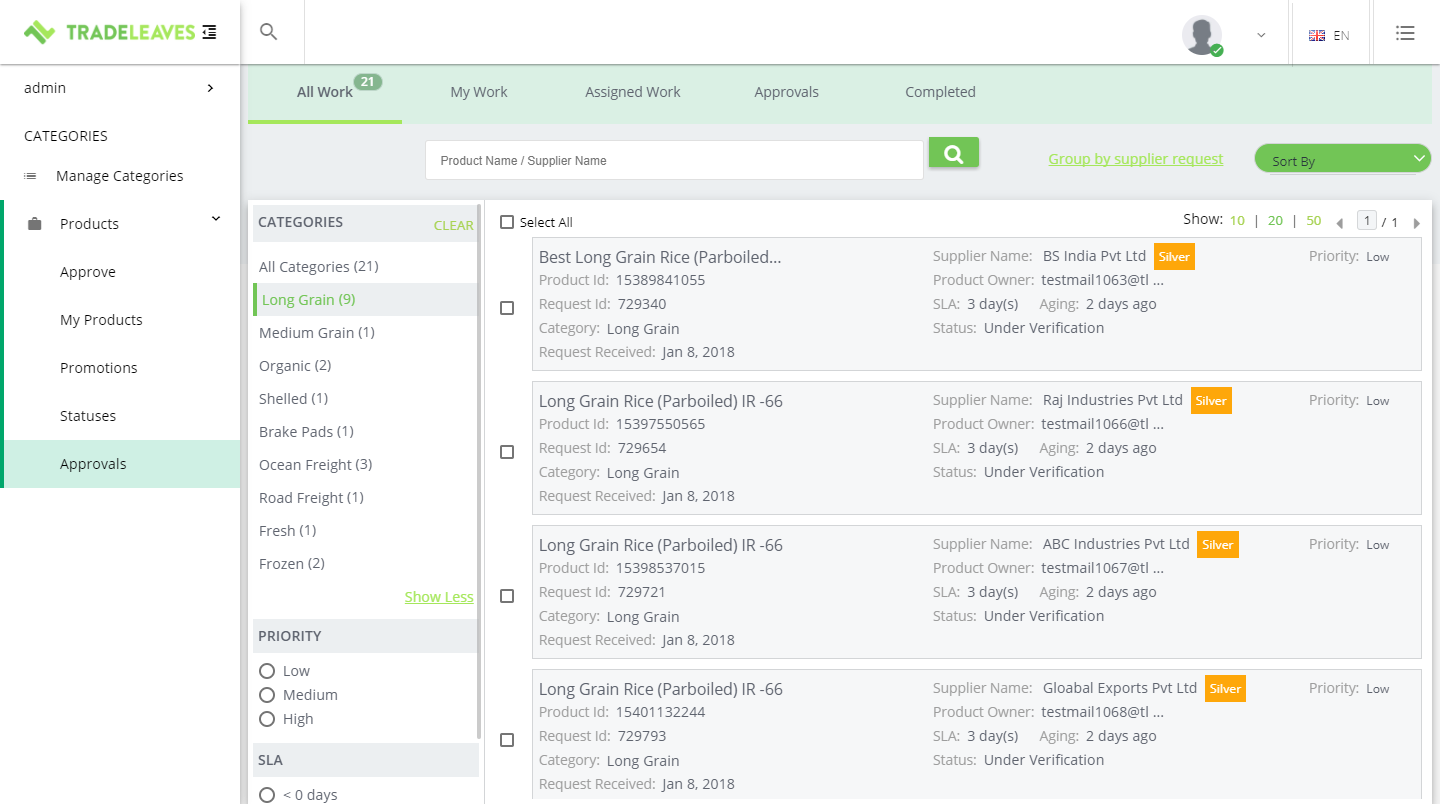 TRADELEAVES
EN
admin
CATEGORIES
Manage Categories
Products
Approve
My Products
Promotions
Statuses
Approvals
All Work 21
My Work
Assigned Work
Approvals
Completed
Product Name / Supplier Name
Group by supplier request
Sort By
CATEGORIES
CLEAR
All Categories (21)
Long Grain (9)
Medium Grain (1)
Organic (2)
Shelled (1)
Brake Pads (1)
Ocean Freight (3)
Road Freight (1)
Fresh (1)
Frozen (2)
Show Less
PRIORITY
Low
Medium
High
SLA
< 0 days
Select All
Show: 10 | 20 | 50 1 / 1
Best Long Grain Rice (Parboiled...
Product Id: 15389841055
Request Id: 729340
Category: Long Grain
Request Received: Jan 8, 2018
Supplier Name: BS India Pvt Ltd Silver
Product Owner: testmail1063@tl ...
SLA: 3 day(s) Aging: 2 days ago
Status: Under Verification
Priority: Low
Long Grain Rice (Parboiled) IR -66
Product Id: 15397550565
Request Id: 729654
Category: Long Grain
Request Received: Jan 8, 2018
Supplier Name: Raj Industries Pvt Ltd Silver
Product Owner: testmail1066@tl ...
SLA: 3 day(s) Aging: 2 days ago
Status: Under Verification
Priority: Low
Long Grain Rice (Parboiled) IR -66
Product Id: 15398537015
Request Id: 729721
Category: Long Grain
Request Received: Jan 8, 2018
Supplier Name: ABC Industries Pvt Ltd Silver
Product Owner: testmail1067@tl ...
SLA: 3 day(s) Aging: 2 days ago
Status: Under Verification
Priority: Low
Long Grain Rice (Parboiled) IR -66
Product Id: 15401132244
Request Id: 729793
Category: Long Grain
Request Received: Jan 8, 2018
Supplier Name: Gloabal Exports Pvt Ltd Silver
Product Owner: testmail1068@tl ...
SLA: 3 day(s) Aging: 2 days ago
Status: Under Verification
Priority: Low